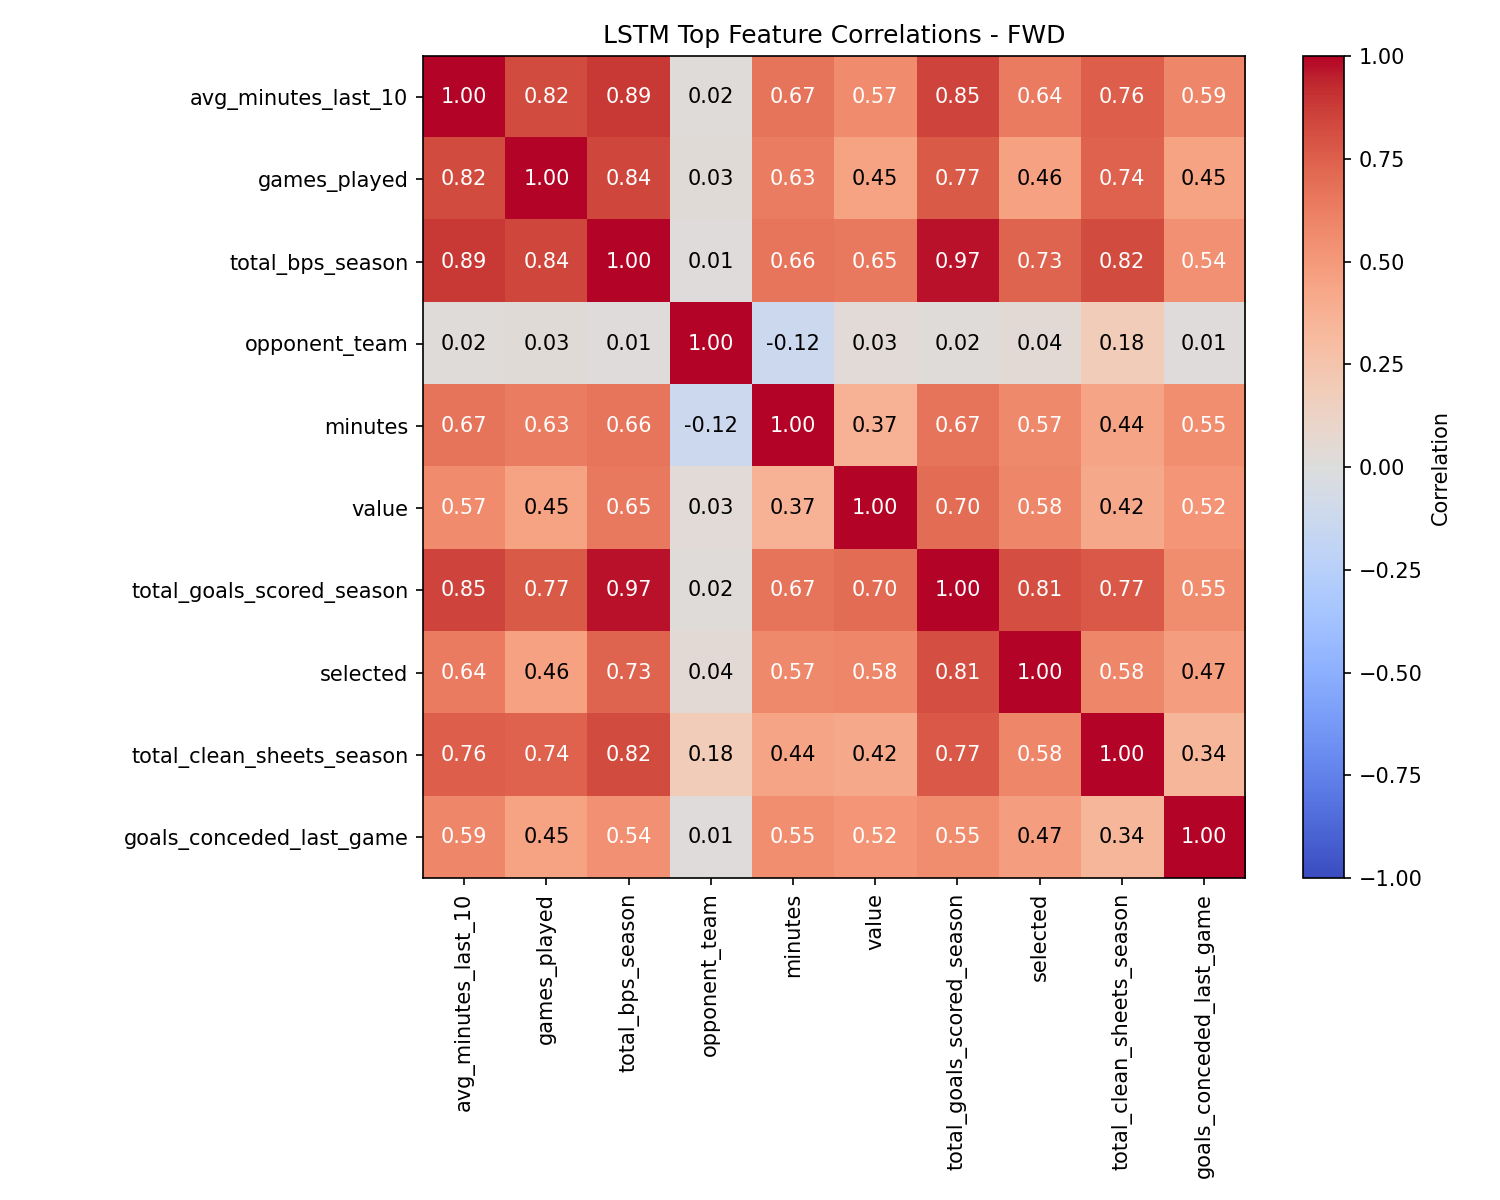 LSTM Top Feature Correlations - FWD
avg_minutes_last_10 1.00 0.82 0.89 0.02 0.67 0.57 0.85 0.64 0.76 0.59
games_played 0.82 1.00 0.84 0.03 0.63 0.45 0.77 0.46 0.74 0.45
total_bps_season 0.89 0.84 1.00 0.01 0.66 0.65 0.97 0.73 0.82 0.54
opponent_team 0.02 0.03 0.01 1.00 -0.12 0.03 0.02 0.04 0.18 0.01
minutes 0.67 0.63 0.66 -0.12 1.00 0.37 0.67 0.57 0.44 0.55
value 0.57 0.45 0.65 0.03 0.37 1.00 0.70 0.58 0.42 0.52
total_goals_scored_season 0.85 0.77 0.97 0.02 0.67 0.70 1.00 0.81 0.77 0.55
selected 0.64 0.46 0.73 0.04 0.57 0.58 0.81 1.00 0.58 0.47
total_clean_sheets_season 0.76 0.74 0.82 0.18 0.44 0.42 0.77 0.58 1.00 0.34
goals_conceded_last_game 0.59 0.45 0.54 0.01 0.55 0.52 0.55 0.47 0.34 1.00
avg_minutes_last_10
games_played
total_bps_season
opponent_team
minutes
value
total_goals_scored_season
selected
total_clean_sheets_season
goals_conceded_last_game
1.00
0.75
0.50
0.25
0.00
−0.25
−0.50
−0.75
−1.00
Correlation